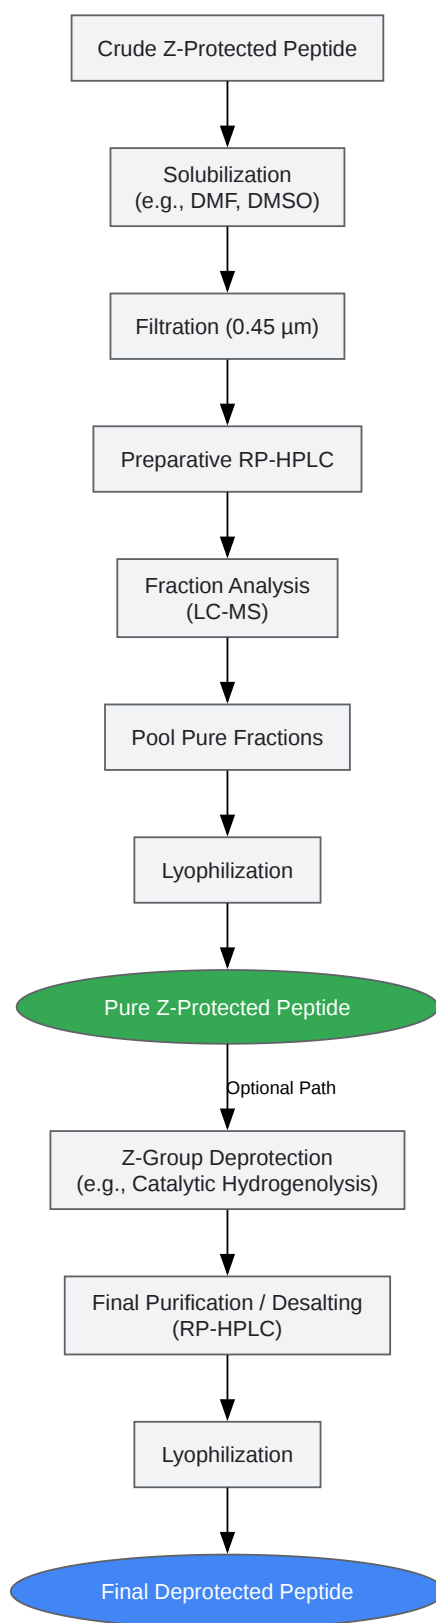 Crude Z-Protected Peptide
Solubilization
(e.g., DMF, DMSO)
Filtration (0.45 µm)
Preparative RP-HPLC
Fraction Analysis
(LC-MS)
Pool Pure Fractions
Lyophilization
Pure Z-Protected Peptide
Optional Path
Z-Group Deprotection
(e.g., Catalytic Hydrogenolysis)
Final Purification / Desalting
(RP-HPLC)
Lyophilization
Final Deprotected Peptide